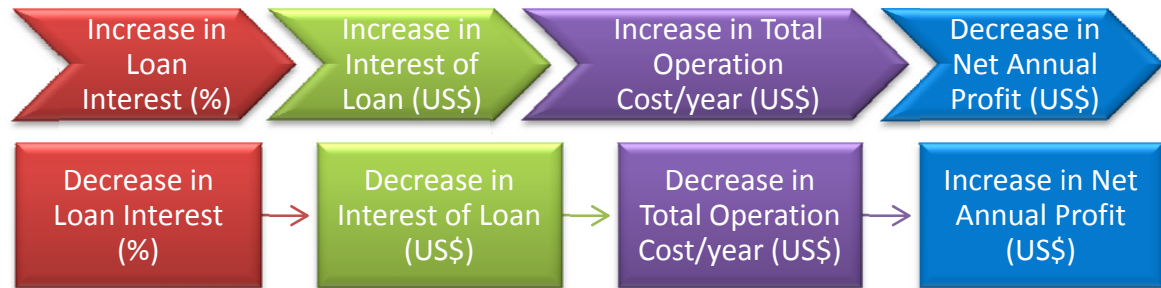 Increase in
Loan
Interest (%)
Increase in
Interest of
Loan (US$)
Increase in Total
Operation
Cost/year (US$)
Decrease in
Net Annual
Profit (US$)
Decrease in
Loan Interest
(%)
Decrease in
Interest of Loan
(US$)
Decrease in
Total Operation
Cost/year (US$)
Increase in Net
Annual Profit
(US$)